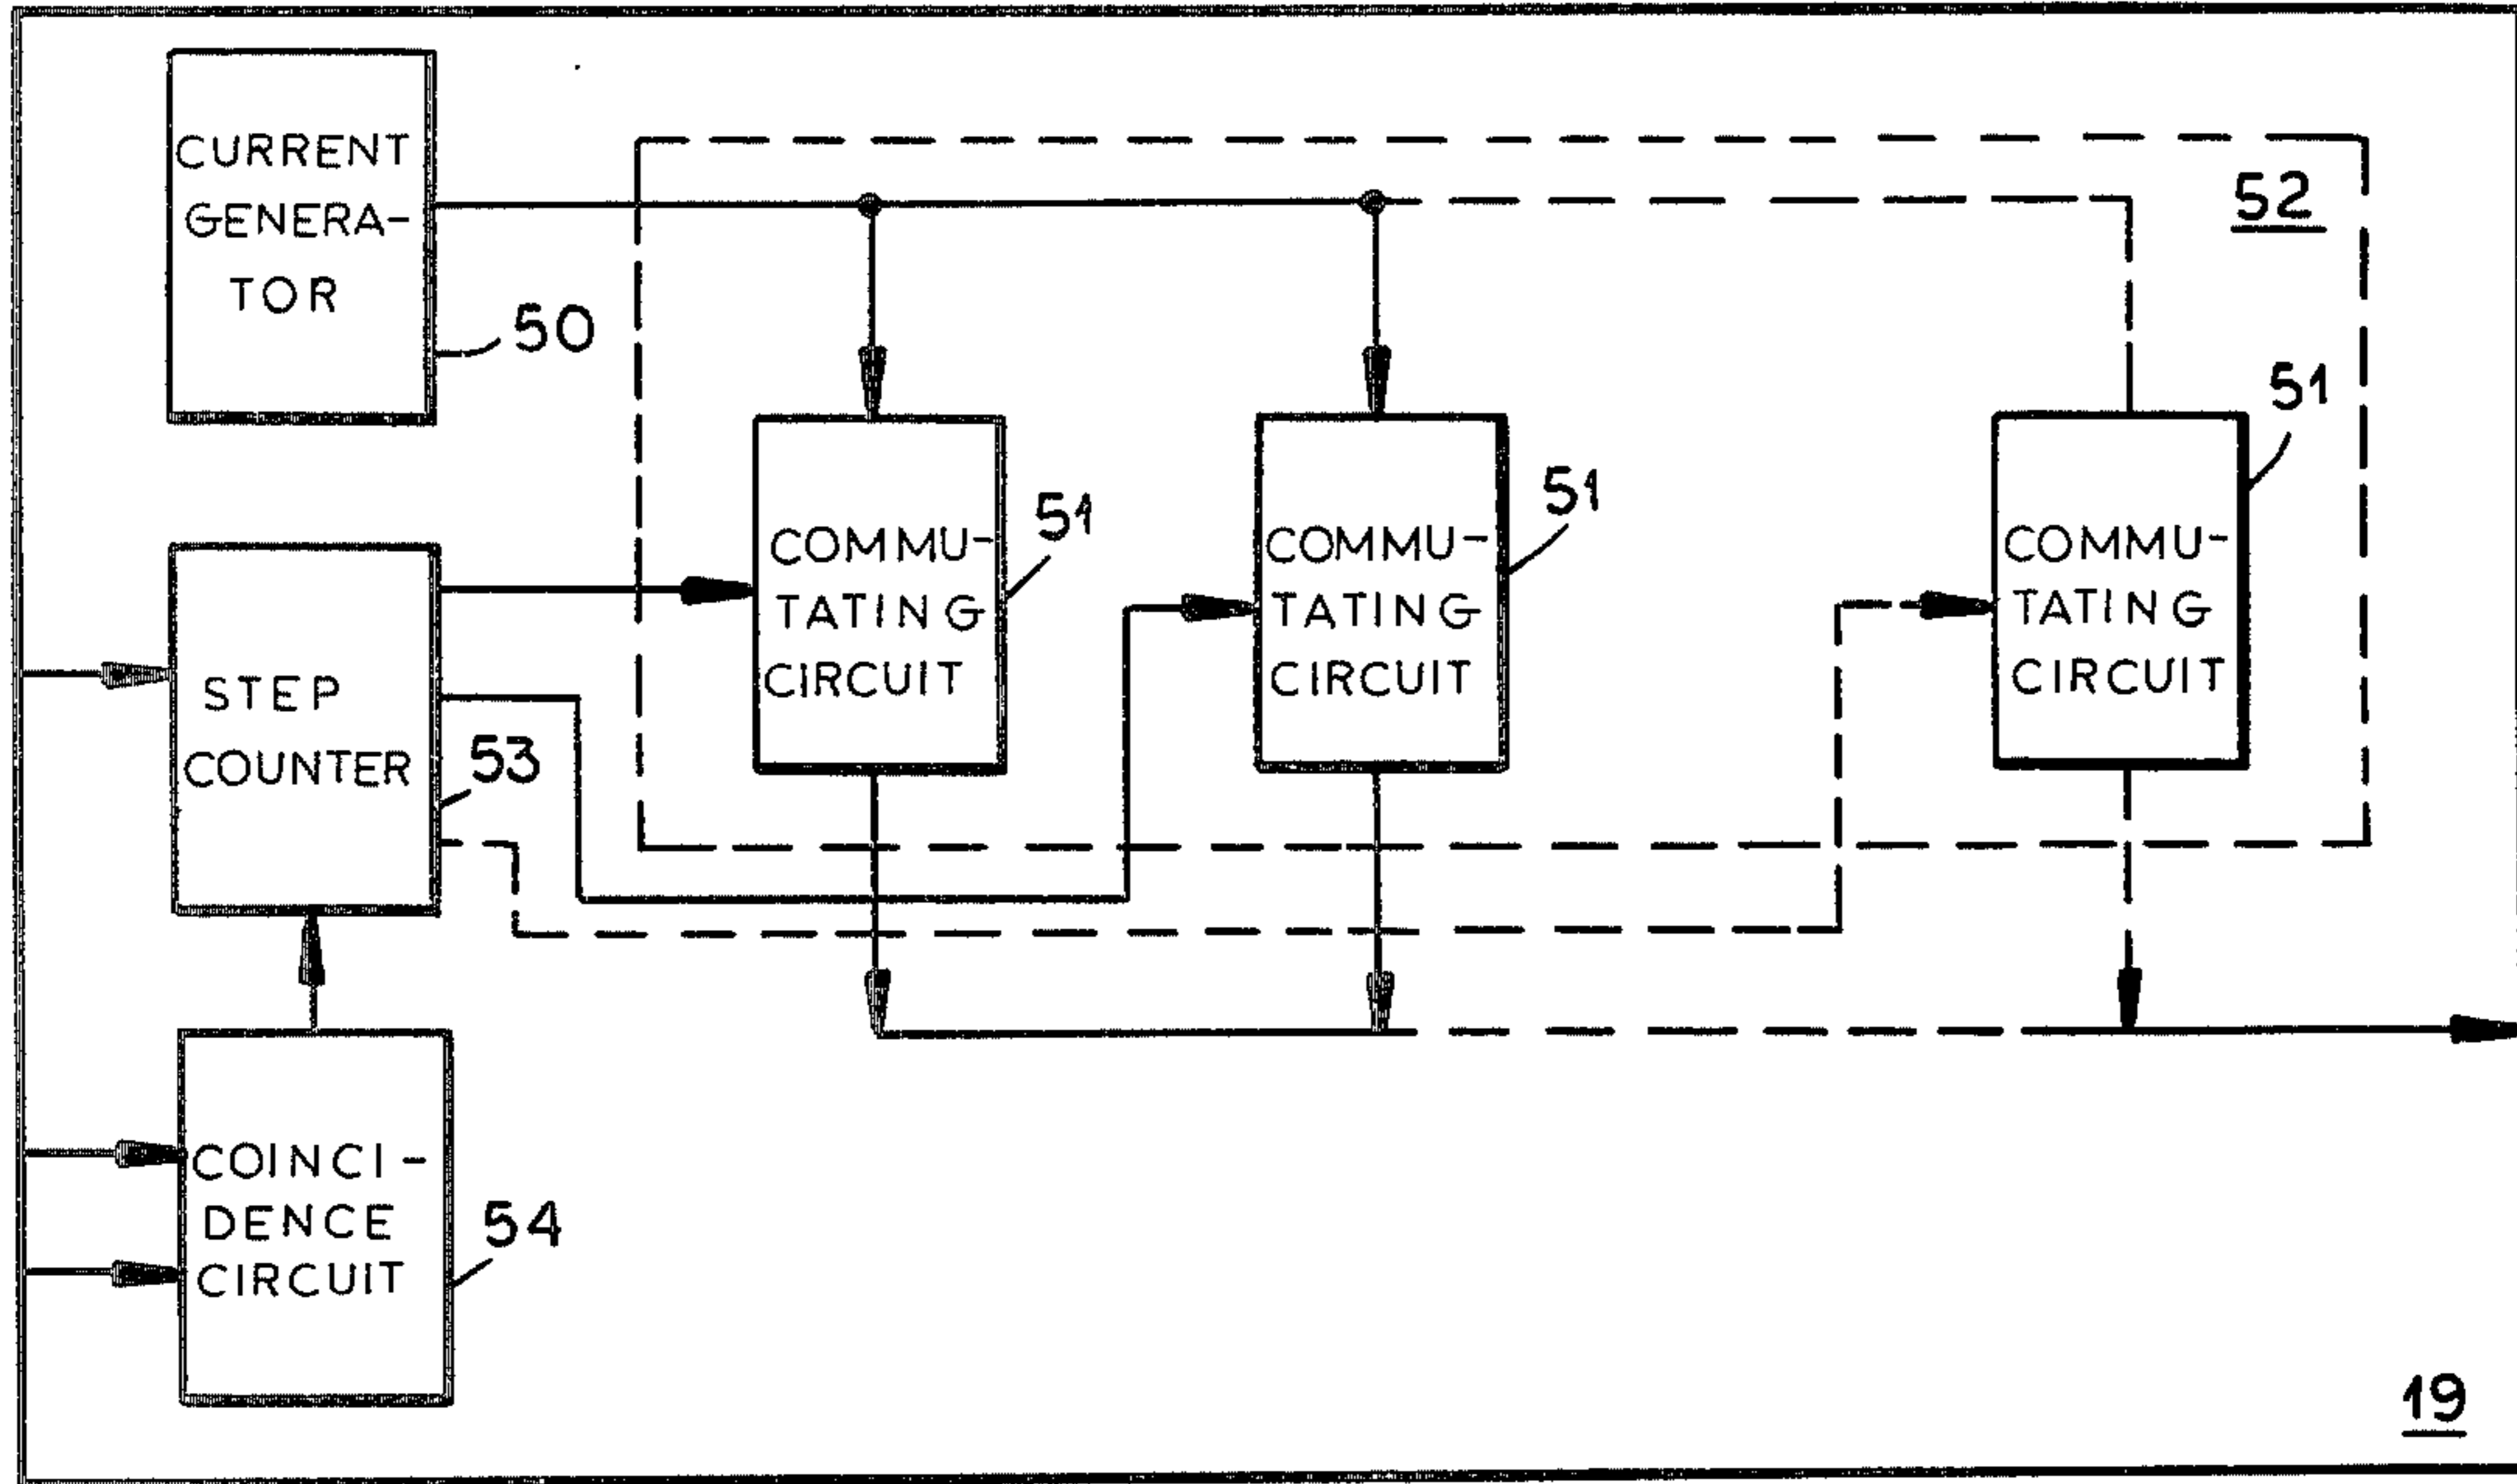 CURRENT
GENERA-
TOR
50
52
51
COMMU-
TATING
CIRCUIT
51
COMMU-
TATING
CIRCUIT
51
COMMU-
TATING
CIRCUIT
STEP
COUNTER
53
COINCI-
DENCE
CIRCUIT
54
19